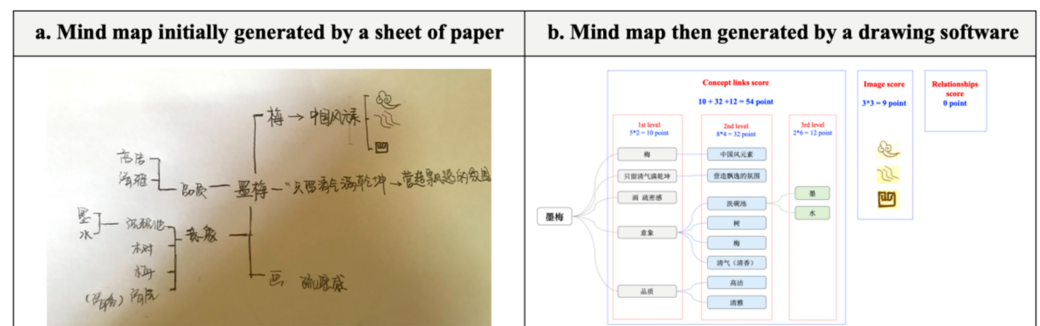 a. Mind map initially generated by a sheet of paper
b. Mind map then generated by a drawing software
梅 → 中国风元素
高洁
清雅
品质
墨梅 "只留清气满乾坤 → 营造飘逸的氛围
墨
水
洗砚池
意象
树
梅
(清香) 清气
画 疏密感
Concept links score
10 + 32 +12 = 54 point
Image score
3*3 = 9 point
Relationships
score
0 point
1st level
5*2 = 10 point
2nd level
8*4 = 32 point
3rd level
2*6 = 12 point
梅
中国风元素
只留清气满乾坤
营造飘逸的氛围
画 疏密感
洗砚池
墨
墨梅
水
意象
树
梅
清气（清香）
品质
高洁
清雅